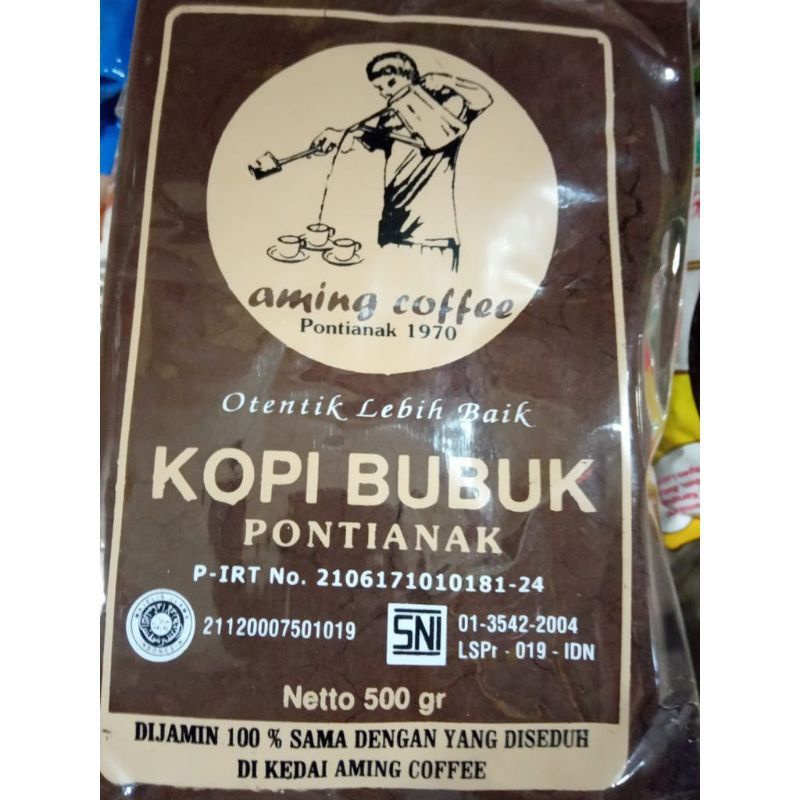 aming coffee
Pontianak 1970
Otentik Lebih Baik
KOPI BUBUK
PONTIANAK
P-IRT No. 2106171010181-24
21120007501019
SNI
01-3542-2004
LSPr - 019 - IDN
Netto 500 gr
DIJAMIN 100 % SAMA DENGAN YANG DISEDUH
DI KEDAI AMING COFFEE